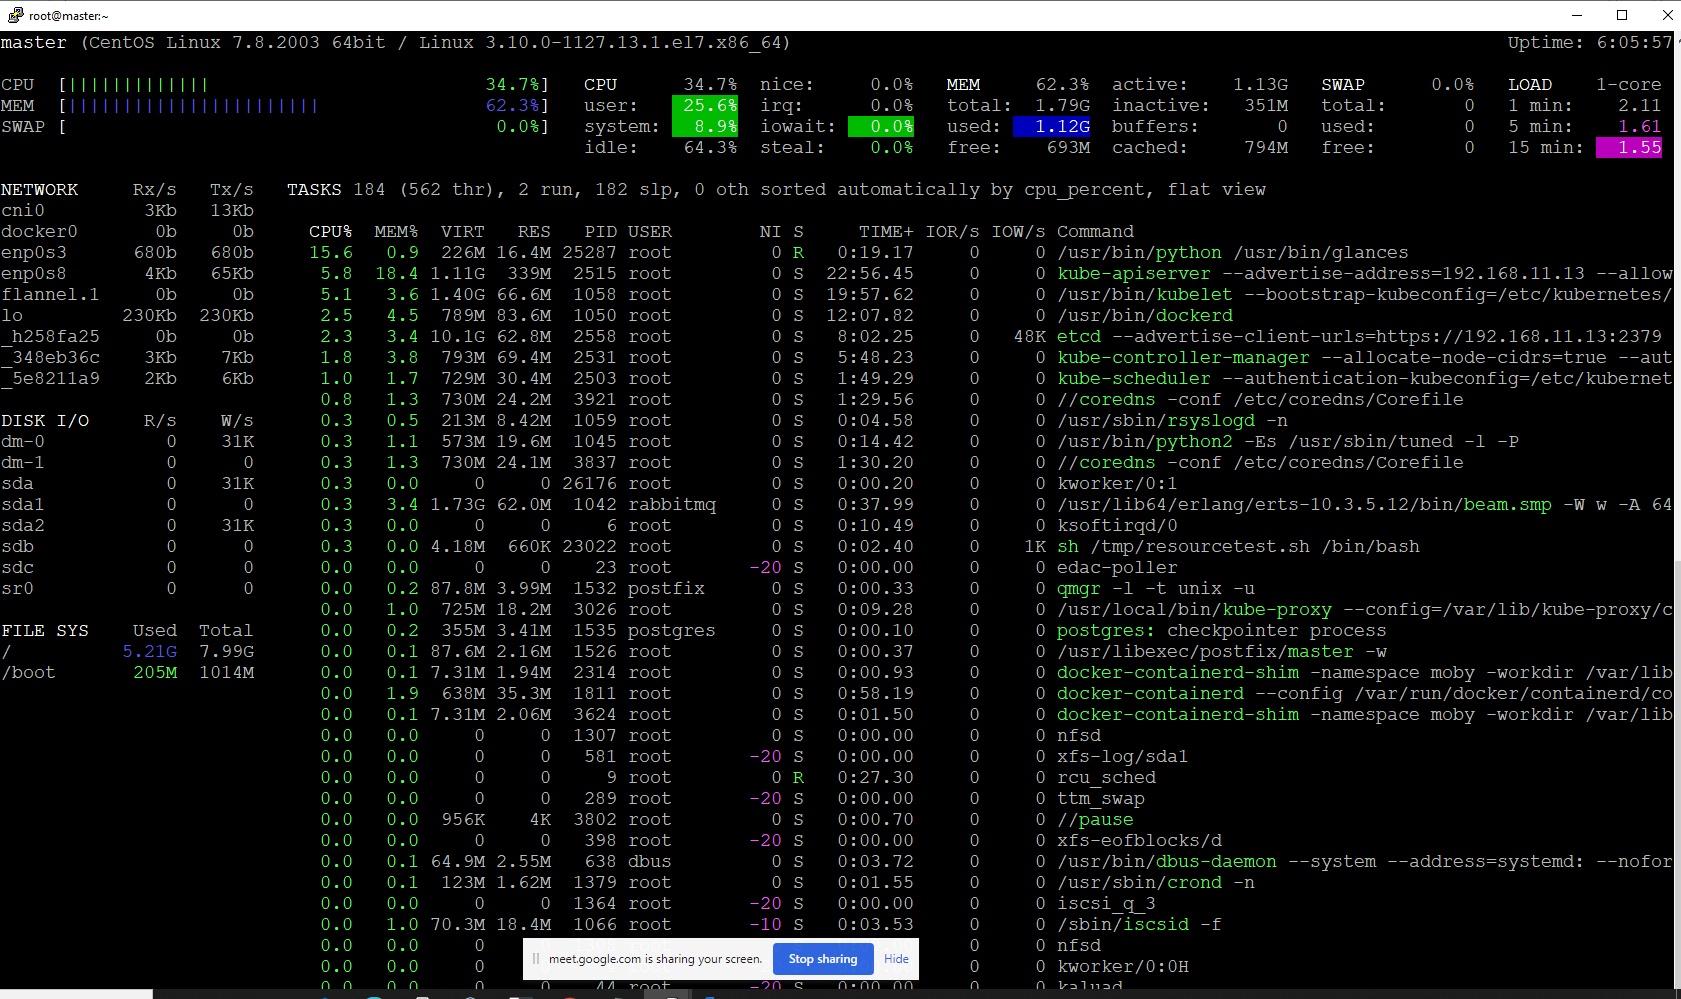 root@master:~
master (CentOS Linux 7.8.2003 64bit / Linux 3.10.0-1127.13.1.el7.x86_64) Uptime: 6:05:57
CPU [||||||||||||| 34.7%] CPU 34.7% nice: 0.0% MEM 62.3% active: 1.13G SWAP 0.0% LOAD 1-core
MEM [||||||||||||||||||||||| 62.3%] user: 25.6% irq: 0.0% total: 1.79G inactive: 351M total: 0 1 min: 2.11
SWAP [ 0.0%] system: 8.9% iowait: 0.0% used: 1.12G buffers: 0 used: 0 5 min: 1.61
idle: 64.3% steal: 0.0% free: 693M cached: 794M free: 0 15 min: 1.55
NETWORK Rx/s Tx/s TASKS 184 (562 thr), 2 run, 182 slp, 0 oth sorted automatically by cpu_percent, flat view
cni0 3Kb 13Kb
docker0 0b 0b CPU% MEM% VIRT RES PID USER NI S TIME+ IOR/s IOW/s Command
enp0s3 680b 680b 15.6 0.9 226M 16.4M 25287 root 0 R 0:19.17 0 0 /usr/bin/python /usr/bin/glances
enp0s8 4Kb 65Kb 5.8 18.4 1.11G 339M 2515 root 0 S 22:56.45 0 0 kube-apiserver --advertise-address=192.168.11.13 --allow
flannel.1 0b 0b 5.1 3.6 1.40G 66.6M 1058 root 0 S 19:57.62 0 0 /usr/bin/kubelet --bootstrap-kubeconfig=/etc/kubernetes/
lo 230Kb 230Kb 2.5 4.5 789M 83.6M 1050 root 0 S 12:07.82 0 0 /usr/bin/dockerd
_h258fa25 0b 0b 2.3 3.4 10.1G 62.8M 2558 root 0 S 8:02.25 0 48K etcd --advertise-client-urls=https://192.168.11.13:2379
_348eb36c 3Kb 7Kb 1.8 3.8 793M 69.4M 2531 root 0 S 5:48.23 0 0 kube-controller-manager --allocate-node-cidrs=true --aut
_5e8211a9 2Kb 6Kb 1.0 1.7 729M 30.4M 2503 root 0 S 1:49.29 0 0 kube-scheduler --authentication-kubeconfig=/etc/kubernet
0.8 1.3 730M 24.2M 3921 root 0 S 1:29.56 0 0 //coredns -conf /etc/coredns/Corefile
DISK I/O R/s W/s 0.3 0.5 213M 8.42M 1059 root 0 S 0:04.58 0 0 /usr/sbin/rsyslogd -n
dm-0 0 31K 0.3 1.1 573M 19.6M 1045 root 0 S 0:14.42 0 0 /usr/bin/python2 -Es /usr/sbin/tuned -l -P
dm-1 0 0 0.3 1.3 730M 24.1M 3837 root 0 S 1:30.20 0 0 //coredns -conf /etc/coredns/Corefile
sda 0 31K 0.3 0.0 0 0 26176 root 0 S 0:00.20 0 0 kworker/0:1
sda1 0 0 0.3 3.4 1.73G 62.0M 1042 rabbitmq 0 S 0:37.99 0 0 /usr/lib64/erlang/erts-10.3.5.12/bin/beam.smp -W w -A 64
sda2 0 31K 0.3 0.0 0 0 6 root 0 S 0:10.49 0 0 ksoftirqd/0
sdb 0 0 0.3 0.0 4.18M 660K 23022 root 0 S 0:02.40 0 1K sh /tmp/resourcetest.sh /bin/bash
sdc 0 0 0.0 0.0 0 0 23 root -20 S 0:00.00 0 0 edac-poller
sr0 0 0 0.0 0.2 87.8M 3.99M 1532 postfix 0 S 0:00.33 0 0 qmgr -l -t unix -u
0.0 1.0 725M 18.2M 3026 root 0 S 0:09.28 0 0 /usr/local/bin/kube-proxy --config=/var/lib/kube-proxy/c
FILE SYS Used Total 0.0 0.2 355M 3.41M 1535 postgres 0 S 0:00.10 0 0 postgres: checkpointer process
/ 5.21G 7.99G 0.0 0.1 87.6M 2.16M 1526 root 0 S 0:00.37 0 0 /usr/libexec/postfix/master -w
/boot 205M 1014M 0.0 0.1 7.31M 1.94M 2314 root 0 S 0:00.93 0 0 docker-containerd-shim -namespace moby -workdir /var/lib
0.0 1.9 638M 35.3M 1811 root 0 S 0:58.19 0 0 docker-containerd --config /var/run/docker/containerd/co
0.0 0.1 7.31M 2.06M 3624 root 0 S 0:01.50 0 0 docker-containerd-shim -namespace moby -workdir /var/lib
0.0 0.0 0 0 1307 root 0 S 0:00.00 0 0 nfsd
0.0 0.0 0 0 581 root -20 S 0:00.00 0 0 xfs-log/sda1
0.0 0.0 0 0 9 root 0 R 0:27.30 0 0 rcu_sched
0.0 0.0 0 0 289 root -20 S 0:00.00 0 0 ttm_swap
0.0 0.0 956K 4K 3802 root 0 S 0:00.70 0 0 //pause
0.0 0.0 0 0 398 root -20 S 0:00.00 0 0 xfs-eofblocks/d
0.0 0.1 64.9M 2.55M 638 dbus 0 S 0:03.72 0 0 /usr/bin/dbus-daemon --system --address=systemd: --nofor
0.0 0.1 123M 1.62M 1379 root 0 S 0:01.55 0 0 /usr/sbin/crond -n
0.0 0.0 0 0 1364 root -20 S 0:00.00 0 0 iscsi_q_3
0.0 1.0 70.3M 18.4M 1066 root -10 S 0:03.53 0 0 /sbin/iscsid -f
0.0 0.0 0 0 0 nfsd
0.0 0.0 0 0 0 kworker/0:0H
meet.google.com is sharing your screen. Stop sharing Hide
0.0 0.0 0 0 44 root -20 S 0:00.00 0 0 kaluad